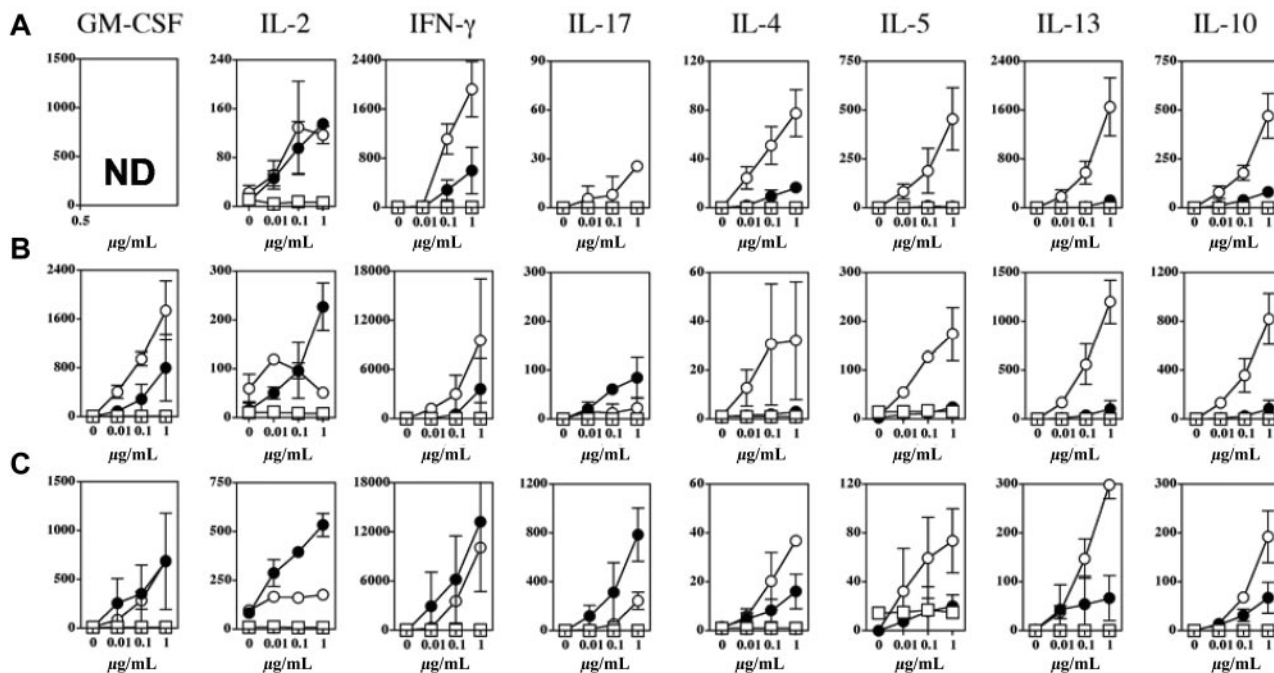 A GM-CSF IL-2 IFN-γ IL-17 IL-4 IL-5 IL-13 IL-10
1500 160 2400 90 120 750 2400 750
1000 120 1600 60 80 500 1600 500
500 80 800 30 40 250 800 250
ND
40
0 0 0 0 0 0 0 0
0.5 0 0.01 0.1 1 0 0.01 0.1 1 0 0.01 0.1 1 0 0.01 0.1 1 0 0.01 0.1 1 0 0.01 0.1 1 0 0.01 0.1 1
µg/mL µg/mL µg/mL µg/mL µg/mL µg/mL µg/mL µg/mL
B
2400 300 18000 300 60 300 1500 1200
1600 200 12000 200 40 200 1000 800
800 100 6000 100 20 100 500 400
0 0 0 0 0 0 0 0
0 0.01 0.1 1 0 0.01 0.1 1 0 0.01 0.1 1 0 0.01 0.1 1 0 0.01 0.1 1 0 0.01 0.1 1 0 0.01 0.1 1 0 0.01 0.1 1
µg/mL µg/mL µg/mL µg/mL µg/mL µg/mL µg/mL µg/mL
C
1500 750 18000 1200 60 120 300 300
1000 500 12000 800 40 80 200 200
500 250 6000 400 20 40 100 100
0 0 0 0 0 0 0 0
0 0.01 0.1 1 0 0.01 0.1 1 0 0.01 0.1 1 0 0.01 0.1 1 0 0.01 0.1 1 0 0.01 0.1 1 0 0.01 0.1 1 0 0.01 0.1 1
µg/mL µg/mL µg/mL µg/mL µg/mL µg/mL µg/mL µg/mL